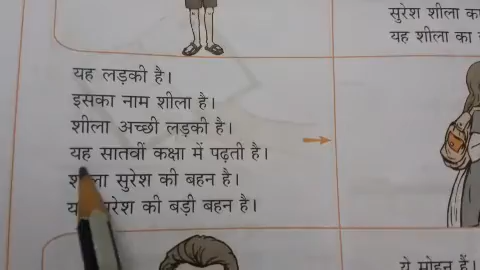 सुरेश शीला का
यह शीला का
यह लड़की है।
इसका नाम शीला है।
शीला अच्छी लड़की है।
यह सातवीं कक्षा में पढ़ती है।
सुरेश की बहन है।
की बड़ी बहन है।
ये मोहन हैं।